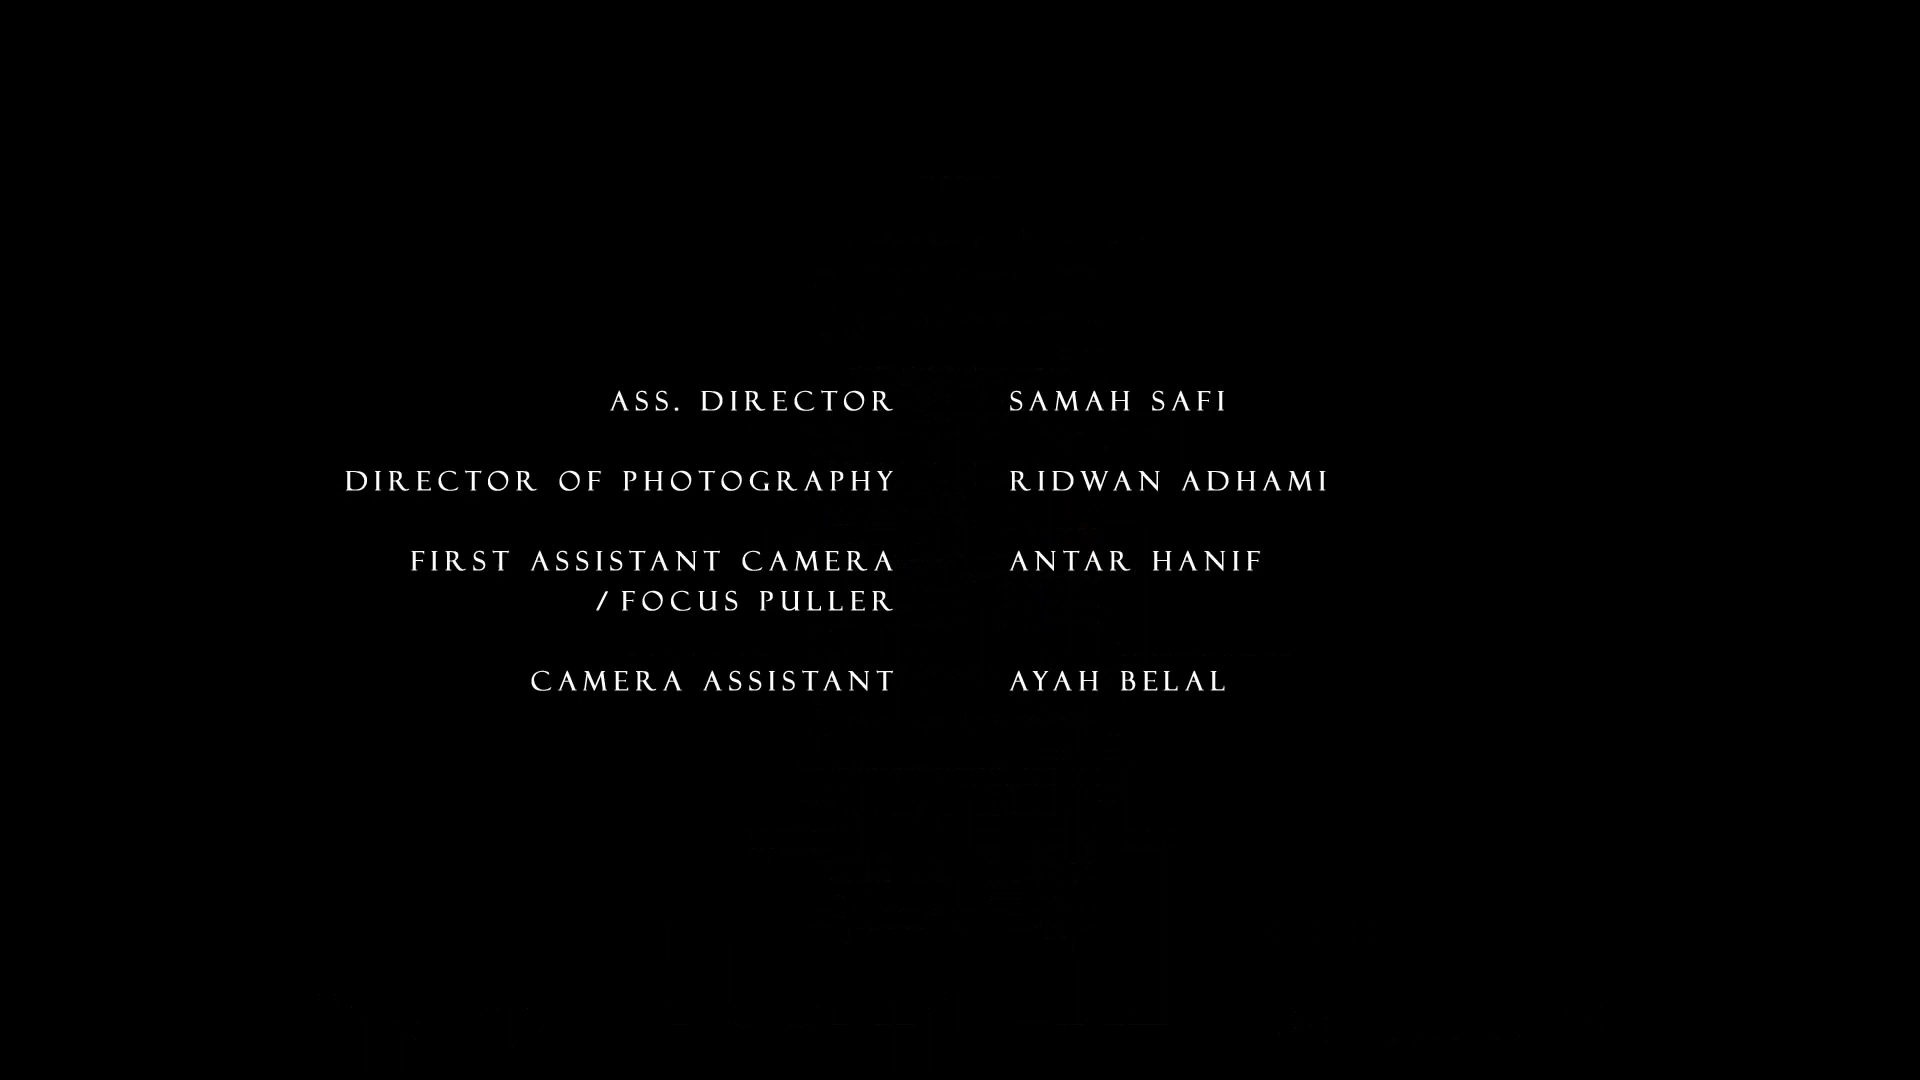 ASS. DIRECTOR SAMAH SAFI
DIRECTOR OF PHOTOGRAPHY RIDWAN ADHAMI
FIRST ASSISTANT CAMERA ANTAR HANIF
/ FOCUS PULLER
CAMERA ASSISTANT AYAH BELAL